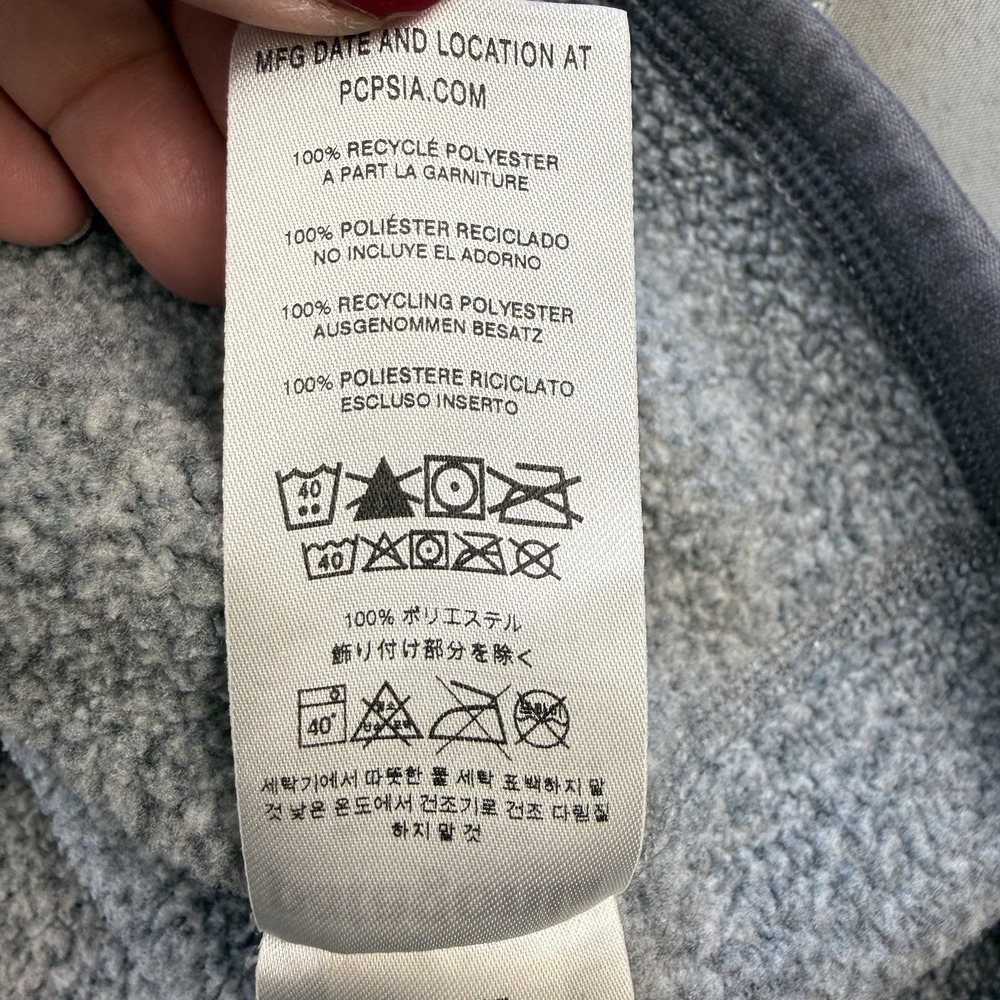 MFG DATE AND LOCATION AT
PCPSIA.COM
100% RECYCLÉ POLYESTER
A PART LA GARNITURE
100% POLIÉSTER RECICLADO
NO INCLUYE EL ADORNO
100% RECYCLING POLYESTER
AUSGENOMMEN BESATZ
100% POLIESTERE RICICLATO
ESCLUSO INSERTO
40
40
100% ポリエステル
飾り付け部分を除く
40°
세탁기에서 따뜻한 물 세탁 표백하지 말
것 낮은 온도에서 건조기로 건조 다림질
하지 말 것